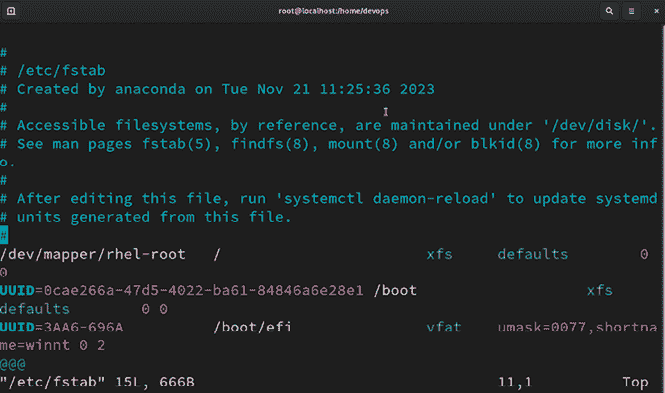 root@localhost:/home/devops
#
# /etc/fstab
# Created by anaconda on Tue Nov 21 11:25:36 2023
#
# Accessible filesystems, by reference, are maintained under '/dev/disk/'.
# See man pages fstab(5), findfs(8), mount(8) and/or blkid(8) for more inf
o.
#
# After editing this file, run 'systemctl daemon-reload' to update systemd
# units generated from this file.
#
/dev/mapper/rhel-root / xfs defaults 0
0
UUID=0cae266a-47d5-4022-ba61-84846a6e28e1 /boot xfs
defaults 0 0
UUID=3AA6-696A /boot/efi vfat umask=0077,shortna
me=winnt 0 2
@@@
"/etc/fstab" 15L, 666B 11,1 Top